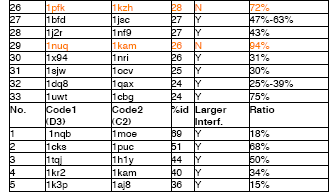 26 1pfk 1kzh 28 N 72%
27 1bfd 1jsc 27 Y 47%-63%
28 1j2r 1nf9 27 Y 43%
29 1nuq 1kam 26 N 94%
30 1x94 1nri 26 Y 31%
31 1sjw 1ocv 25 Y 30%
32 1dq8 1qax 24 Y 25%-39%
33 1uwt 1cbg 24 Y 75%
No. Code1 Code2 %id Larger Ratio
(D3) (C2) Interf.
1 1nqb 1moe 69 Y 18%
2 1cks 1puc 51 Y 68%
3 1tqj 1h1y 44 Y 50%
4 1kr2 1kam 40 Y 34%
5 1k3p 1aj8 36 Y 15%